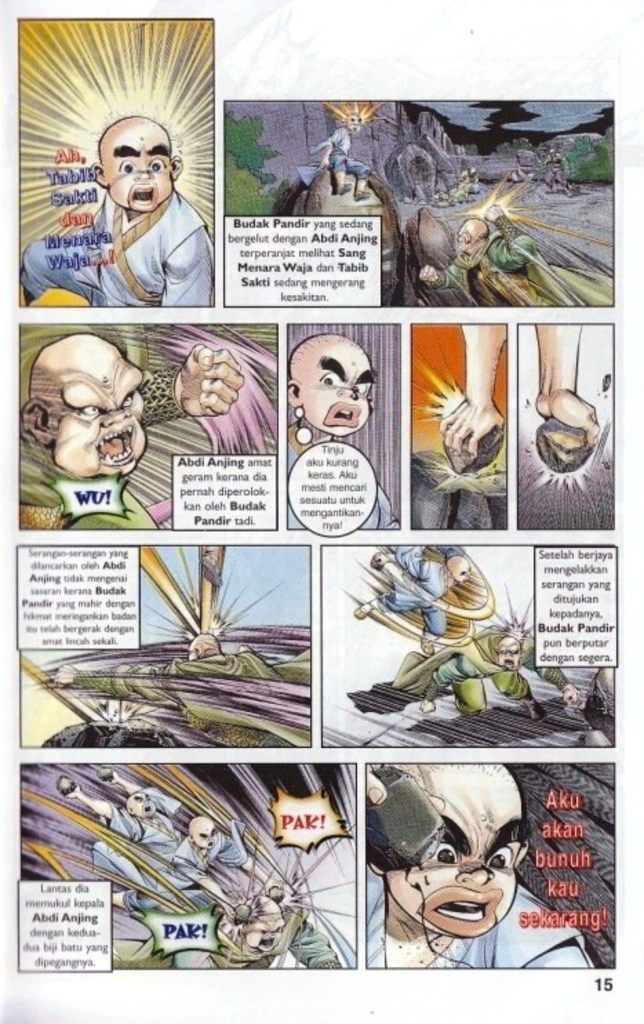 Ah,
Tabib
Sakti
dan
Menara
Waja...!
Budak Pandir yang sedang
bergelut dengan Abdi Anjing
terperanjat melihat Sang
Menara Waja dan Tabib
Sakti sedang mengerang
kesakitan.
WU!
Abdi Anjing amat
geram kerana dia
pernah diperolok-
kan oleh Budak
Pandir tadi.
Tinju
aku kurang
keras. Aku
mesti mencari
sesuatu untuk
mengantikan-
nya!
Serangan-serangan yang
dilancarkan oleh Abdi
Anjing tidak mengenai
sasaran kerana Budak
Pandir yang mahir dengan
hikmat meringankan badan
itu telah bergerak dengan
amat lincah sekali.
Setelah berjaya
mengelakkan
serangan yang
ditujukan
kepadanya,
Budak Pandir
pun berputar
dengan segera.
PAK!
Lantas dia
memukul kepala
Abdi Anjing
dengan kedua-
dua biji batu yang
dipegangnya.
PAK!
Aku
akan
bunuh
kau
sekarang!
15